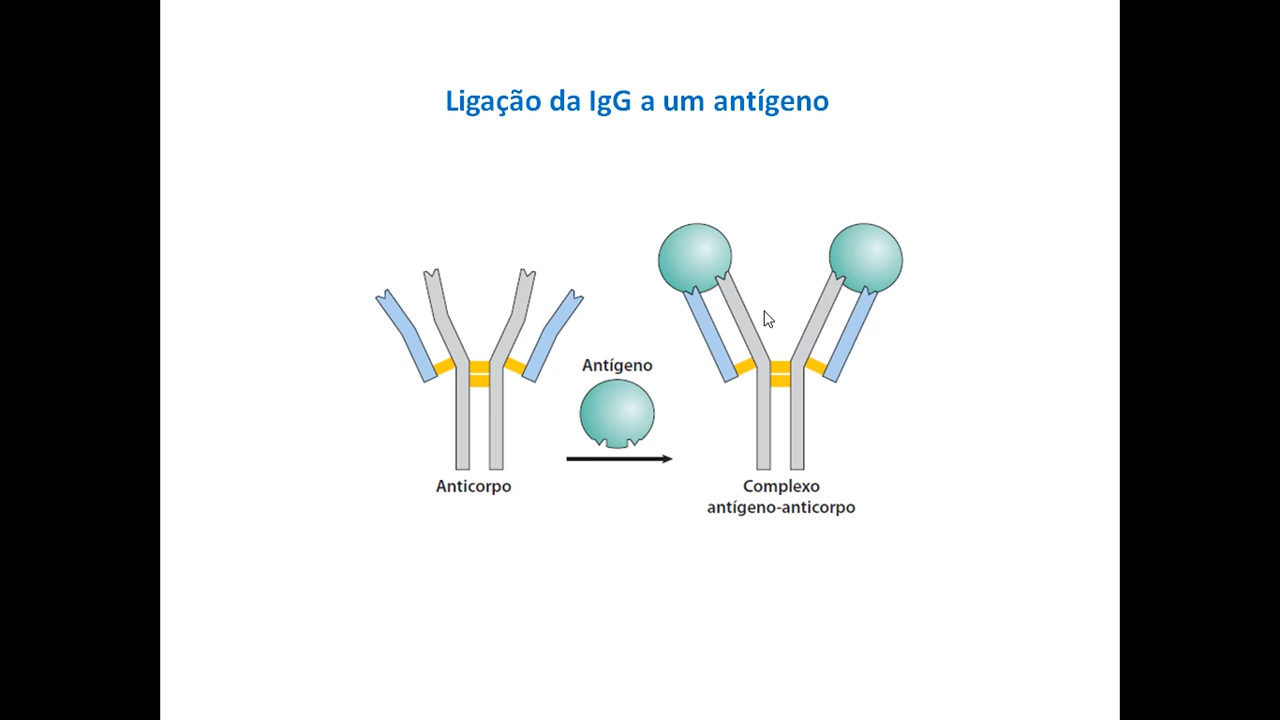 Ligação da IgG a um antígeno
Antígeno
Anticorpo
Complexo
antígeno-anticorpo